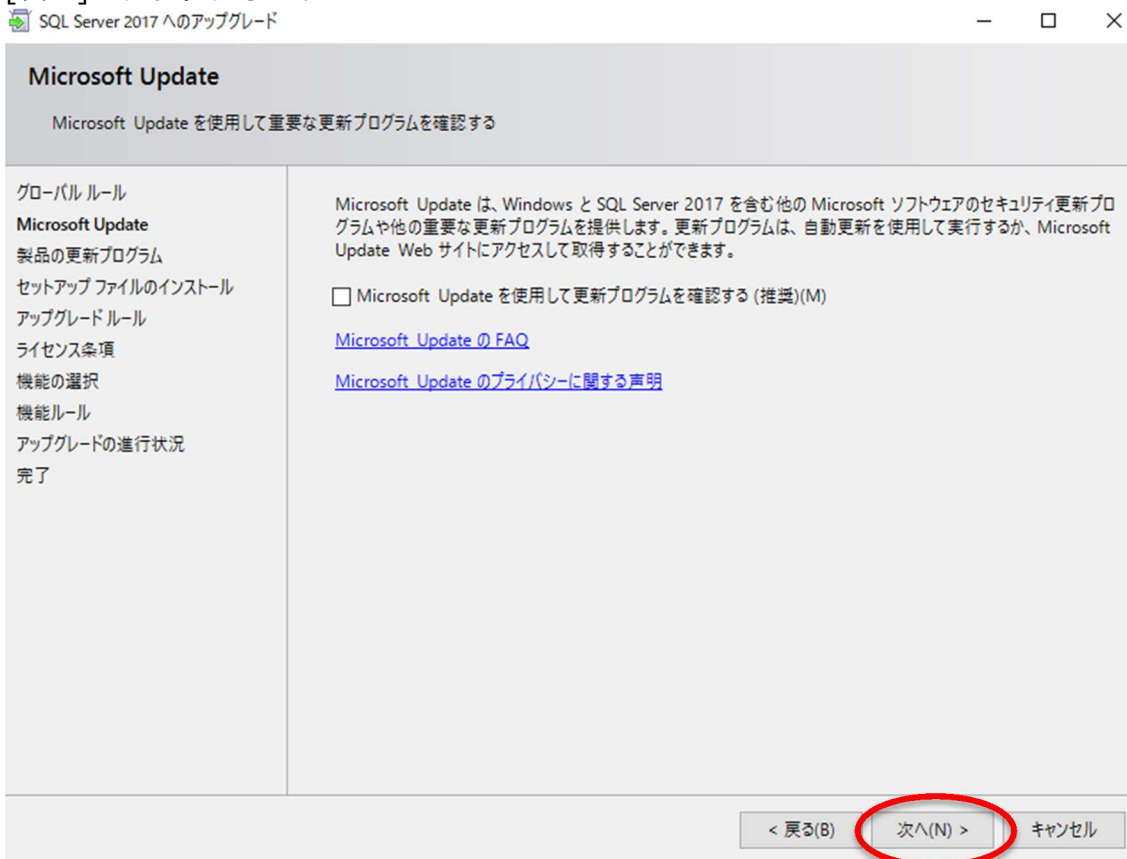 SQL Server 2017 へのアップグレード
Microsoft Update
Microsoft Update を使用して重要な更新プログラムを確認する
グローバル ルール
Microsoft Update
製品の更新プログラム
セットアップ ファイルのインストール
アップグレード ルール
ライセンス条項
機能の選択
機能ルール
アップグレードの進行状況
完了
Microsoft Update は、Windows と SQL Server 2017 を含む他の Microsoft ソフトウェアのセキュリティ更新プロ
グラムや他の重要な更新プログラムを提供します。更新プログラムは、自動更新を使用して実行するか、Microsoft
Update Web サイトにアクセスして取得することができます。
Microsoft Update を使用して更新プログラムを確認する (推奨)(M)
Microsoft Update の FAQ
Microsoft Update のプライバシーに関する声明
< 戻る(B)
次へ(N) >
キャンセル